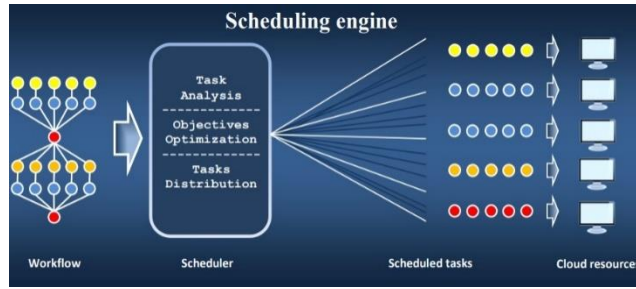 Scheduling engine
Task
Analysis
Objectives
Optimization
Tasks
Distribution
Workflow
Scheduler
Scheduled tasks
Cloud resource